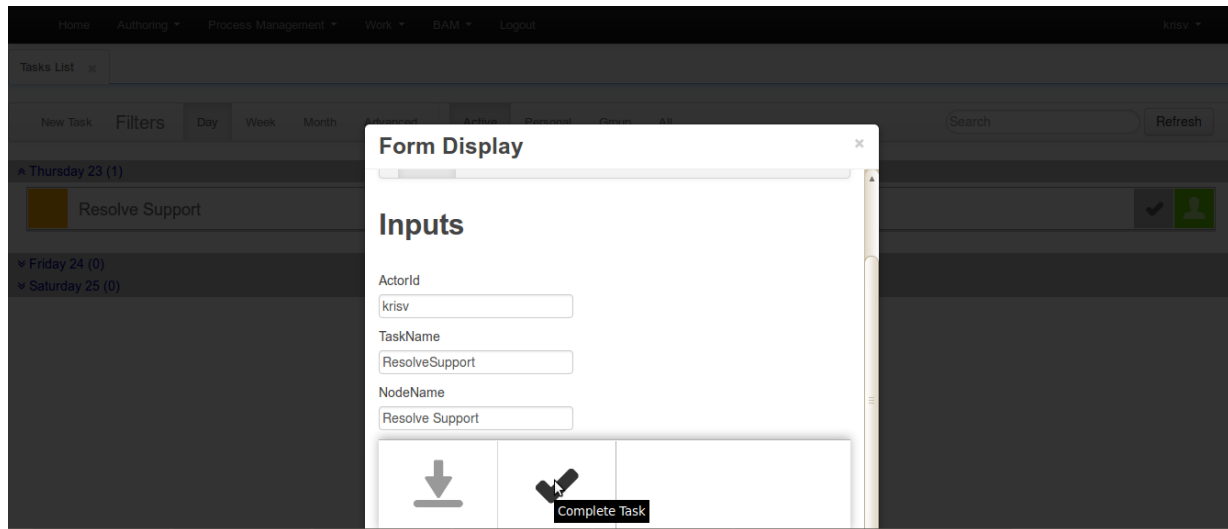 Home Authoring Process Management Work BAM Logout krisv
Tasks List ×
New Task Filters Day Week Month Advanced Active Personal Group All Search Refresh
Form Display ×
Thursday 23 (1)
Resolve Support
Inputs
Friday 24 (0)
ActorId
Saturday 25 (0)
krisv
TaskName
ResolveSupport
NodeName
Resolve Support
Complete Task